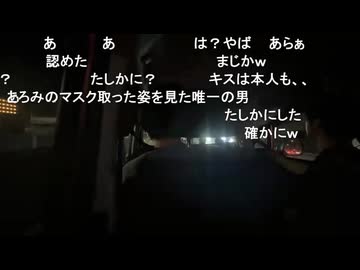 あ あ は？やば あらぁ
認めた まじかｗ
？ たしかに？ キスは本人も、、
あろみのマスク取った姿を見た唯一の男
たしかにした
確かにｗ